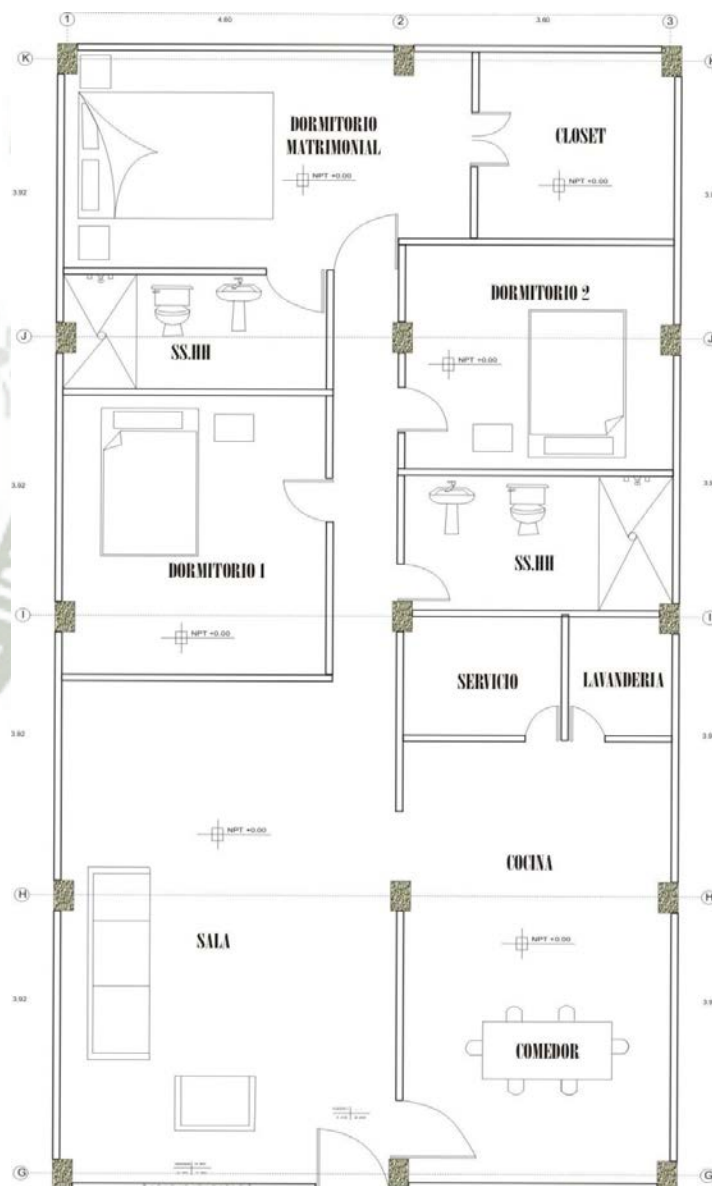 1
2
3
4.60
3.60
K
DORMITORIO
MATRIMONIAL
CLOSET
NPT +0.00
NPT +0.00
3.92
DORMITORIO 2
J
SS.HH
J
NPT +0.00
3.92
SS.HH
DORMITORIO 1
I
I
NPT +0.00
SERVICIO
LAVANDERIA
3.92
NPT +0.00
COCINA
H
H
SALA
NPT +0.00
3.92
COMEDOR
G
G